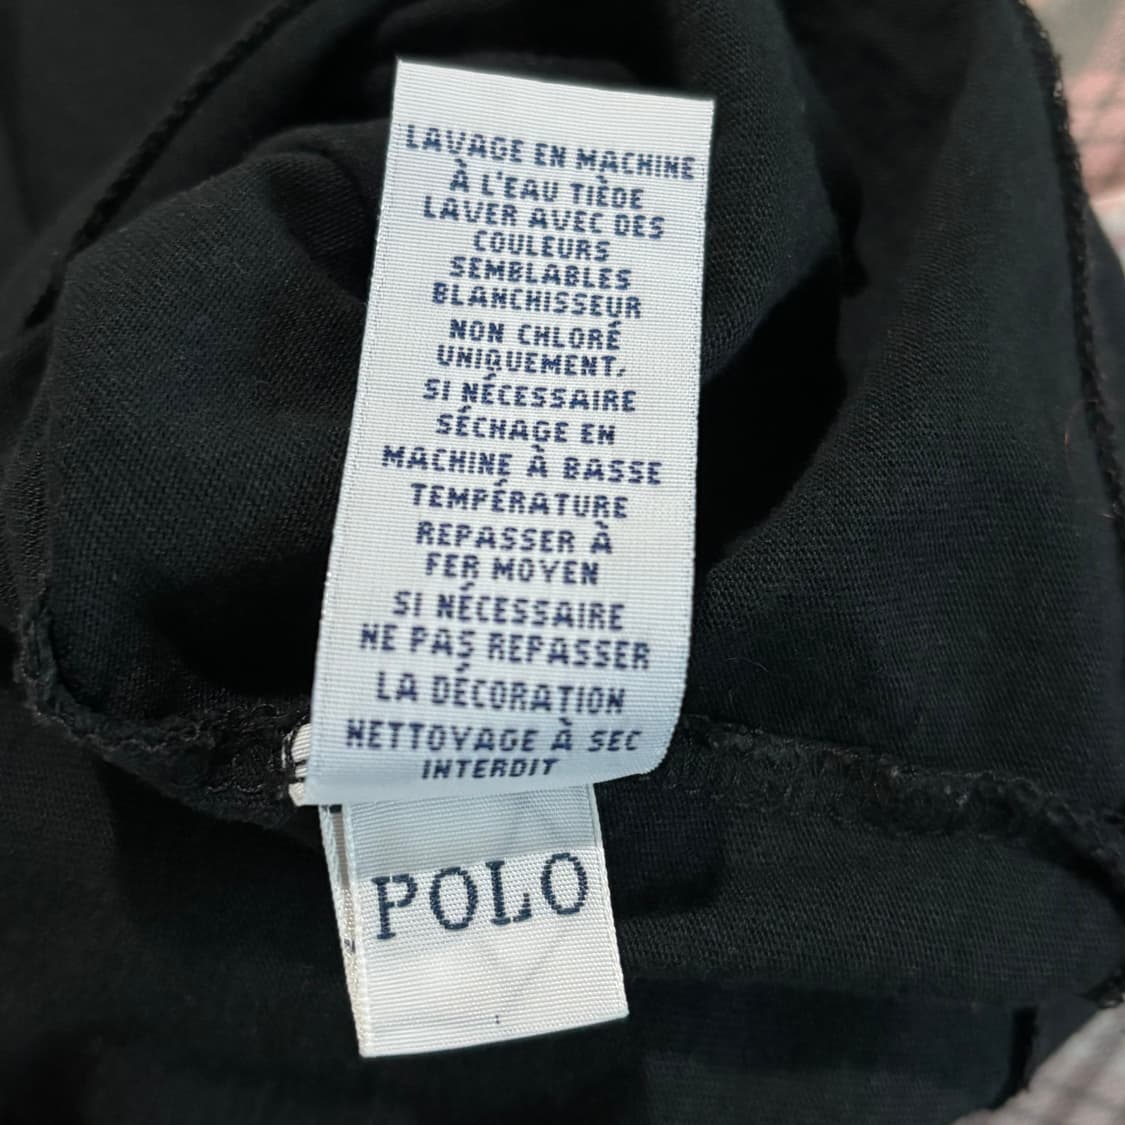 LAVAGE EN MACHINE
À L'EAU TIÈDE
LAVER AVEC DES
COULEURS
SEMBLABLES
BLANCHISSEUR
NON CHLORÉ
UNIQUEMENT,
SI NÉCESSAIRE
SÉCHAGE EN
MACHINE À BASSE
TEMPÉRATURE
REPASSER À
FER MOYEN
SI NÉCESSAIRE
NE PAS REPASSER
LA DÉCORATION
NETTOYAGE À SEC
INTERDIT
POLO